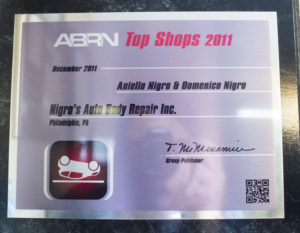 ABRN Top Shops 2011
December 2011
Aniello Nigro & Domenico Nigro
Nigro's Auto Body Repair Inc.
Philadelphia, PA
Group Publisher